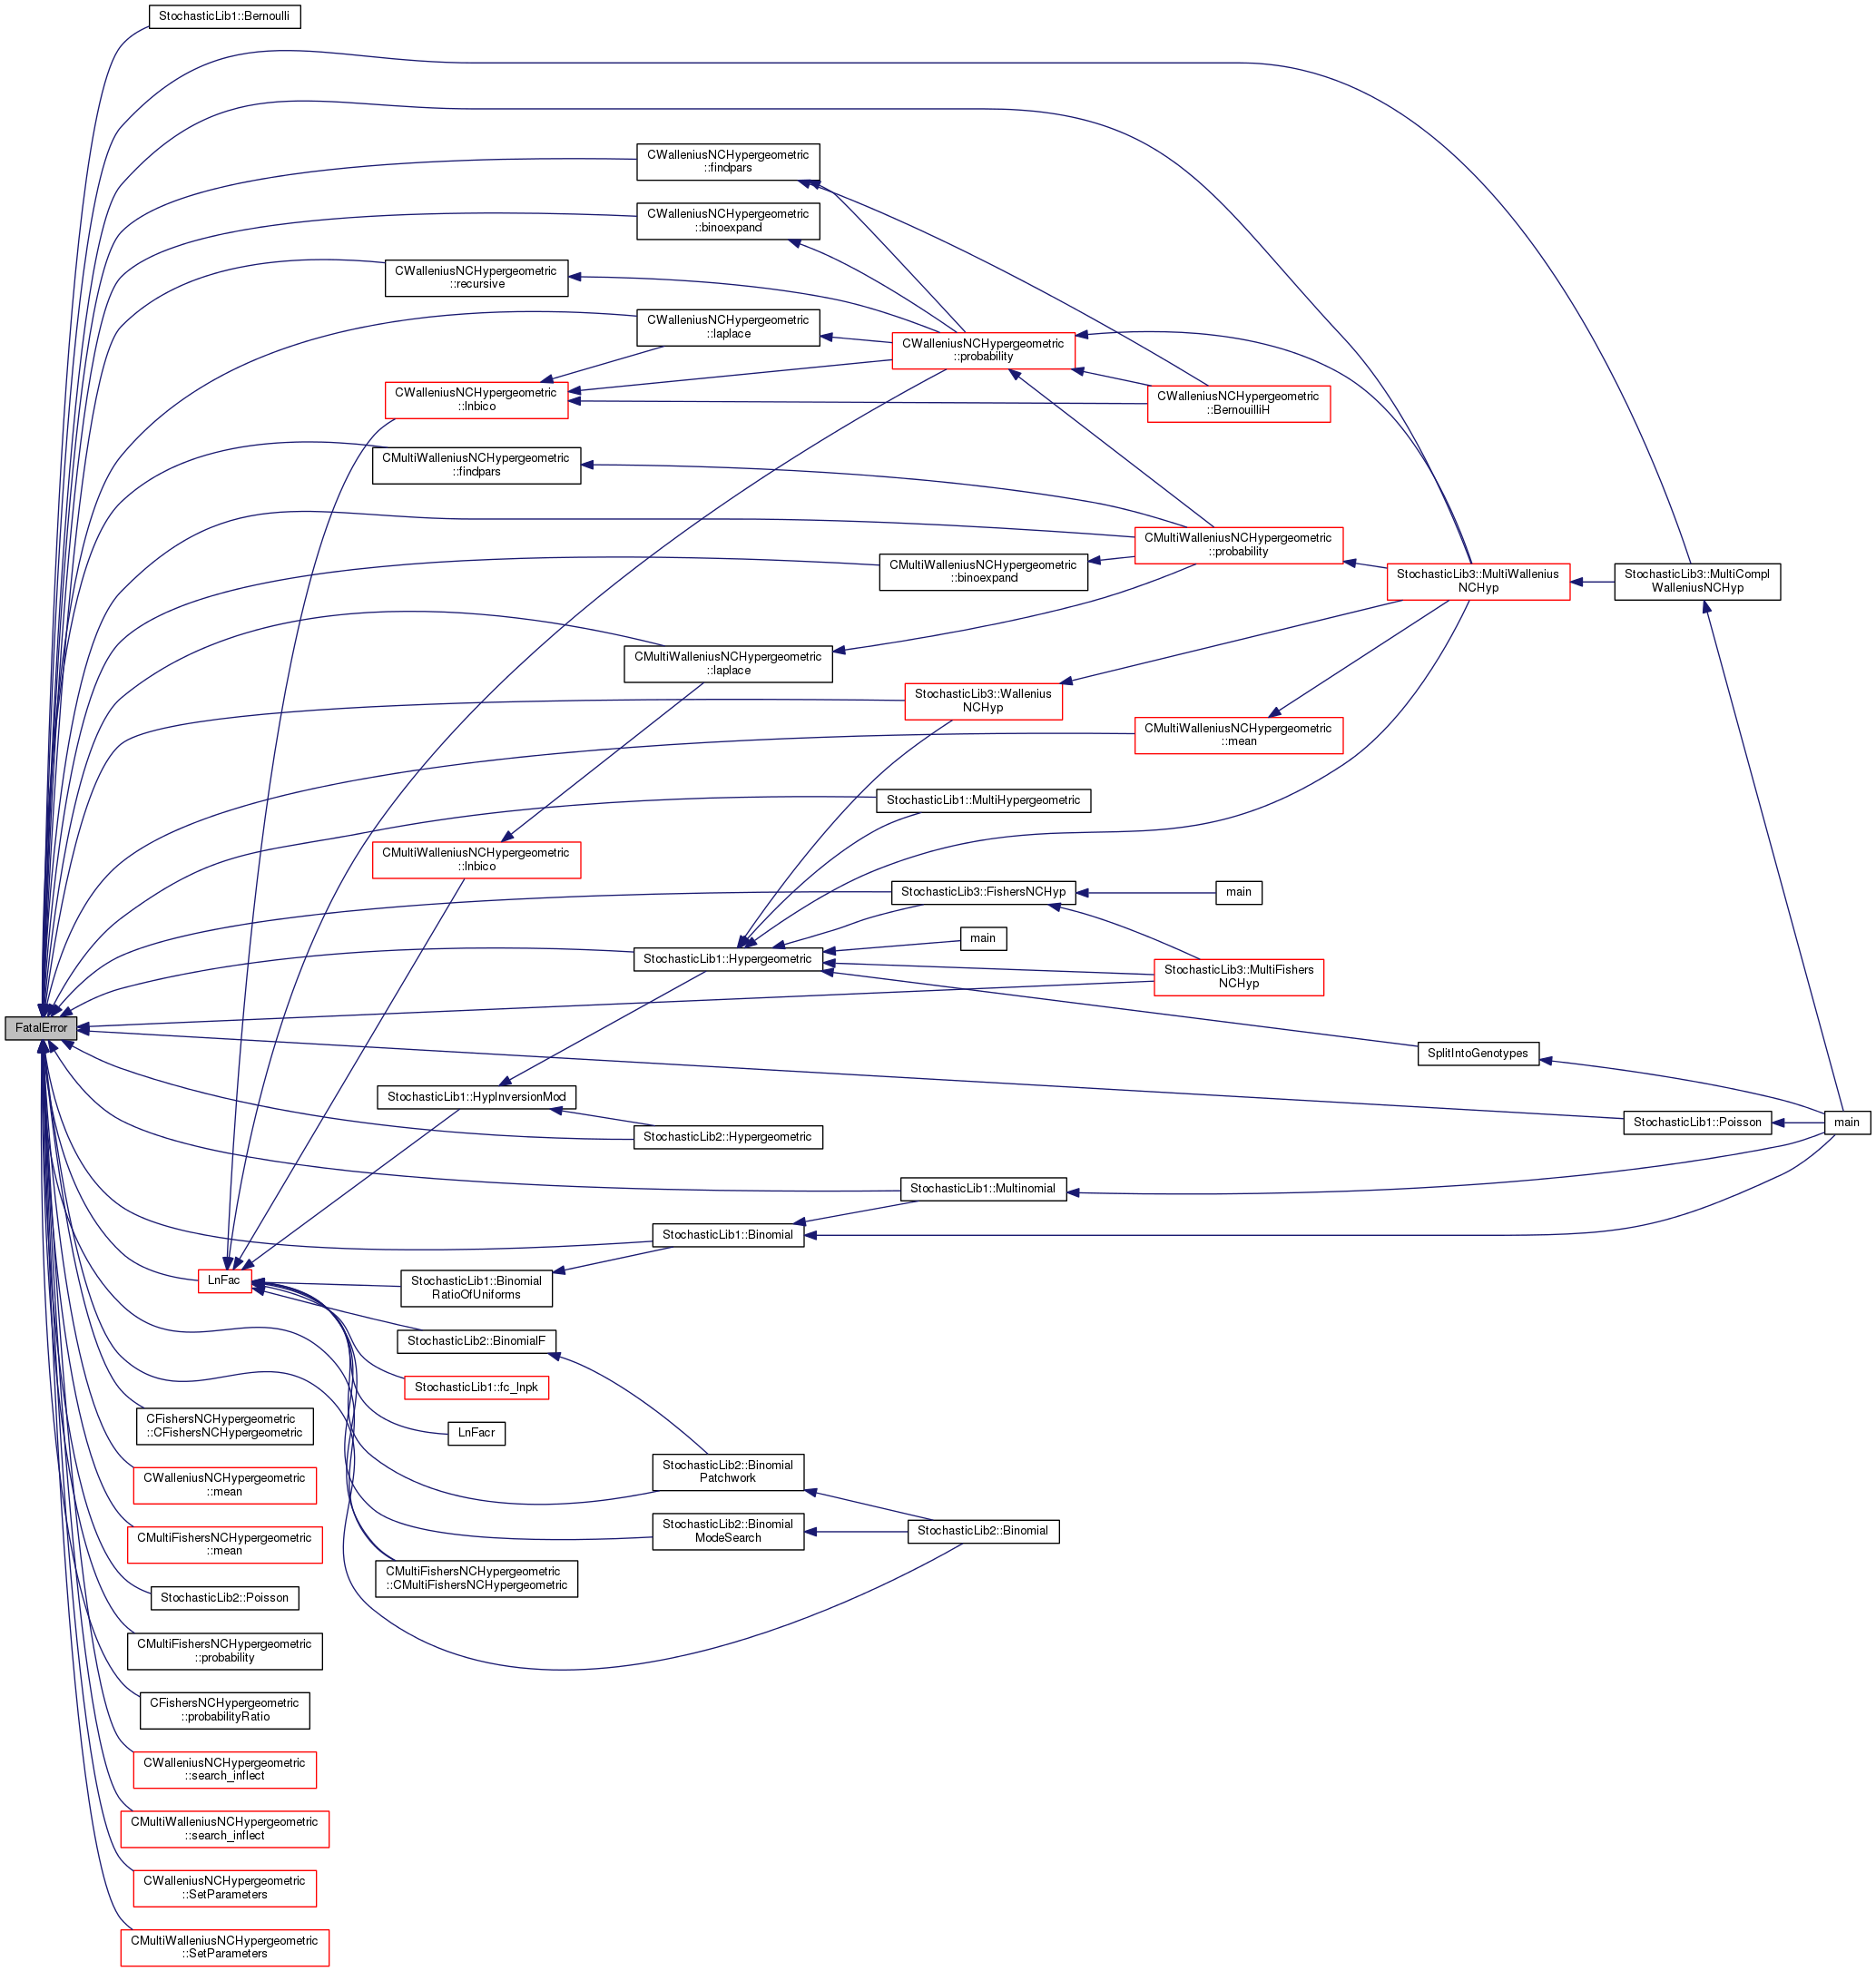 StochasticLib1::Bernoulli
CWalleniusNCHypergeometric
::findpars
CWalleniusNCHypergeometric
::binoexpand
CWalleniusNCHypergeometric
::recursive
CWalleniusNCHypergeometric
::laplace
CWalleniusNCHypergeometric
::probability
CWalleniusNCHypergeometric
::lnbico
CWalleniusNCHypergeometric
::BernouilliH
CMultiWalleniusNCHypergeometric
::findpars
CMultiWalleniusNCHypergeometric
::probability
CMultiWalleniusNCHypergeometric
::binoexpand
StochasticLib3::MultiWallenius
NCHyp
StochasticLib3::MultiCompl
WalleniusNCHyp
CMultiWalleniusNCHypergeometric
::laplace
StochasticLib3::Wallenius
NCHyp
CMultiWalleniusNCHypergeometric
::mean
StochasticLib1::MultiHypergeometric
CMultiWalleniusNCHypergeometric
::lnbico
StochasticLib3::FishersNCHyp
main
main
StochasticLib1::Hypergeometric
StochasticLib3::MultiFishers
NCHyp
FatalError
SplitIntoGenotypes
StochasticLib1::HypInversionMod
StochasticLib1::Poisson
main
StochasticLib2::Hypergeometric
StochasticLib1::Multinomial
StochasticLib1::Binomial
LnFac
StochasticLib1::Binomial
RatioOfUniforms
StochasticLib2::BinomialF
StochasticLib1::fc_lnpk
CFishersNCHypergeometric
::CFishersNCHypergeometric
LnFacr
StochasticLib2::Binomial
Patchwork
CWalleniusNCHypergeometric
::mean
StochasticLib2::Binomial
ModeSearch
StochasticLib2::Binomial
CMultiFishersNCHypergeometric
::mean
CMultiFishersNCHypergeometric
::CMultiFishersNCHypergeometric
StochasticLib2::Poisson
CMultiFishersNCHypergeometric
::probability
CFishersNCHypergeometric
::probabilityRatio
CWalleniusNCHypergeometric
::search_inflect
CMultiWalleniusNCHypergeometric
::search_inflect
CWalleniusNCHypergeometric
::SetParameters
CMultiWalleniusNCHypergeometric
::SetParameters